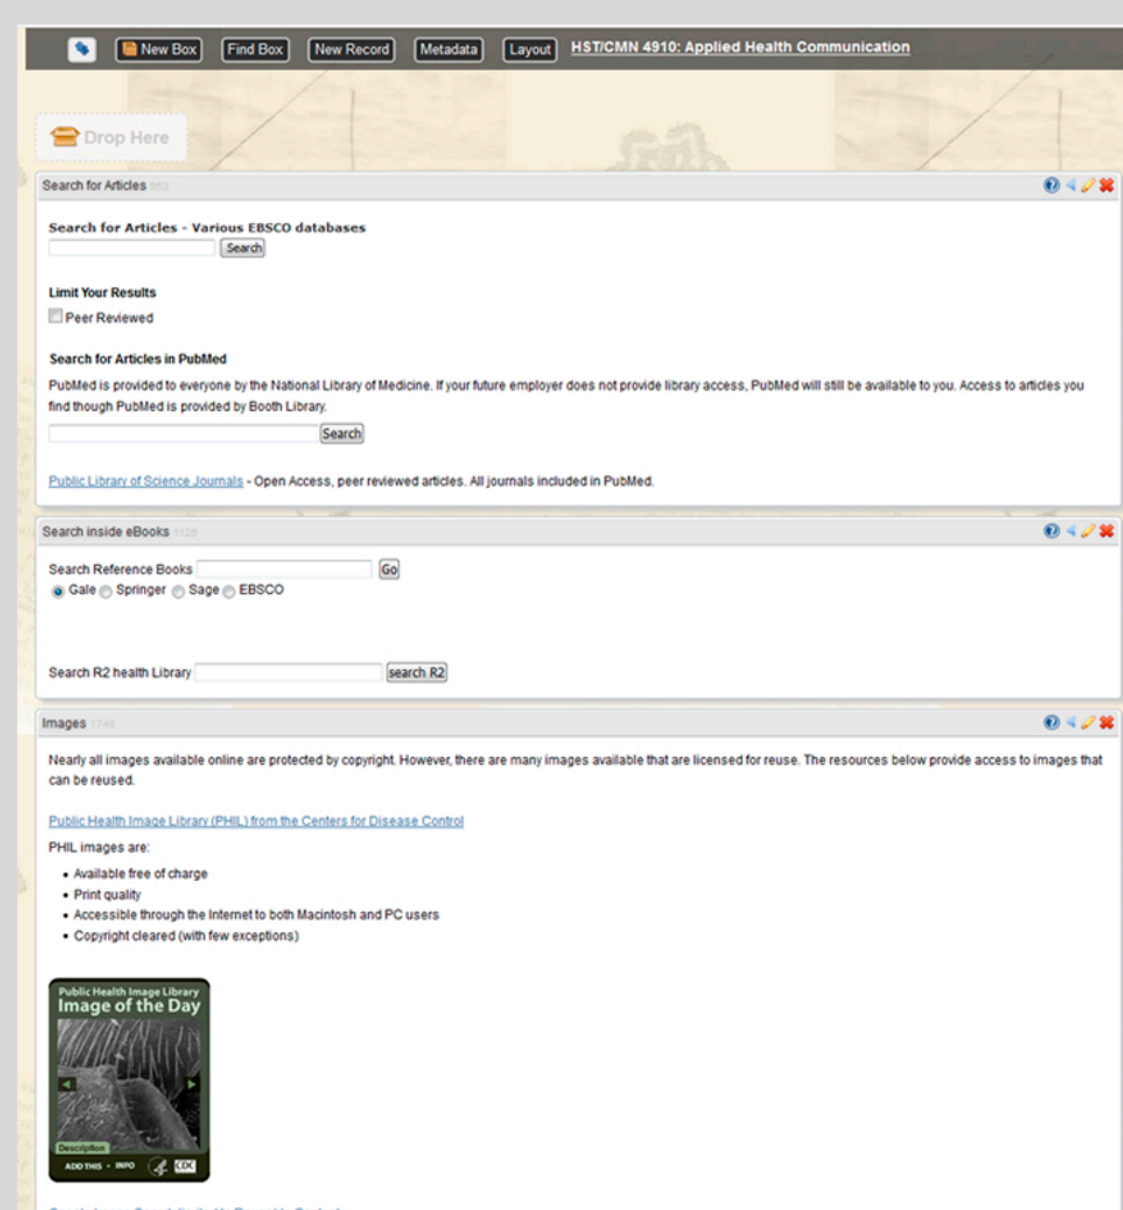 New Box Find Box New Record Metadata Layout HST/CMN 4910: Applied Health Communication
Drop Here
Search for Articles
Search for Articles - Various EBSCO databases
Search
Limit Your Results
Peer Reviewed
Search for Articles in PubMed
PubMed is provided to everyone by the National Library of Medicine. If your future employer does not provide library access, PubMed will still be available to you. Access to articles you
find though PubMed is provided by Booth Library.
Search
Public Library of Science Journals - Open Access, peer reviewed articles. All journals included in PubMed.
Search inside eBooks
Search Reference Books Go
Gale Springer Sage EBSCO
Search R2 health Library search R2
Images
Nearly all images available online are protected by copyright. However, there are many images available that are licensed for reuse. The resources below provide access to images that
can be reused.
Public Health Image Library (PHIL) from the Centers for Disease Control
PHIL images are:
• Available free of charge
• Print quality
• Accessible through the Internet to both Macintosh and PC users
• Copyright cleared (with few exceptions)
Public Health Image Library
Image of the Day
Description
ADD THIS - INFO CDC